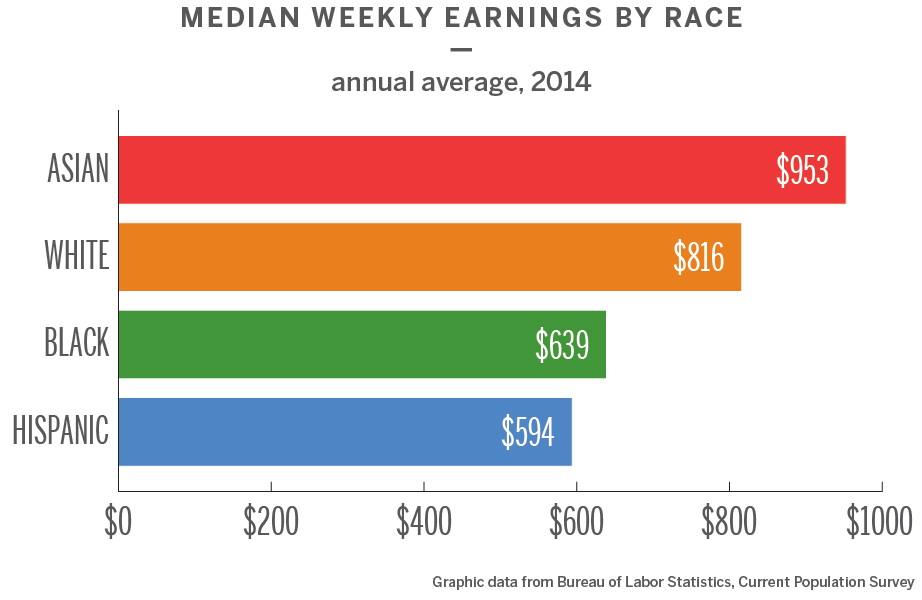 MEDIAN WEEKLY EARNINGS BY RACE
annual average, 2014
ASIAN $953
WHITE $816
BLACK $639
HISPANIC $594
$0 $200 $400 $600 $800 $1000
Graphic data from Bureau of Labor Statistics, Current Population Survey